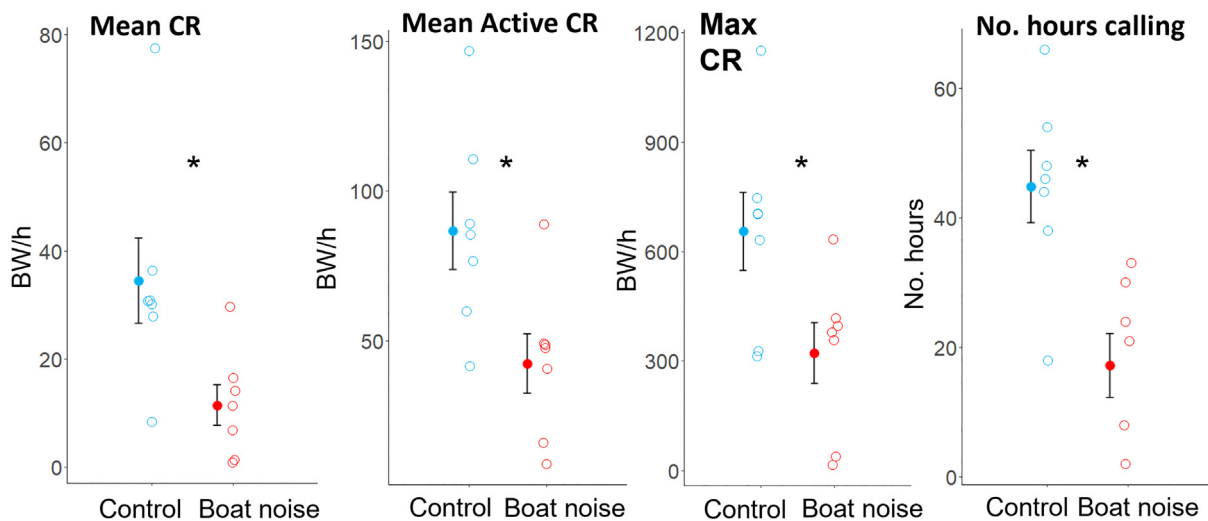 Mean CR
80
60
40
20
0
BW/h
*
Control Boat noise
Mean Active CR
150
100
50
BW/h
*
Control Boat noise
Max
CR
1200
900
600
300
0
BW/h
*
Control Boat noise
No. hours calling
60
40
20
0
No. hours
*
Control Boat noise